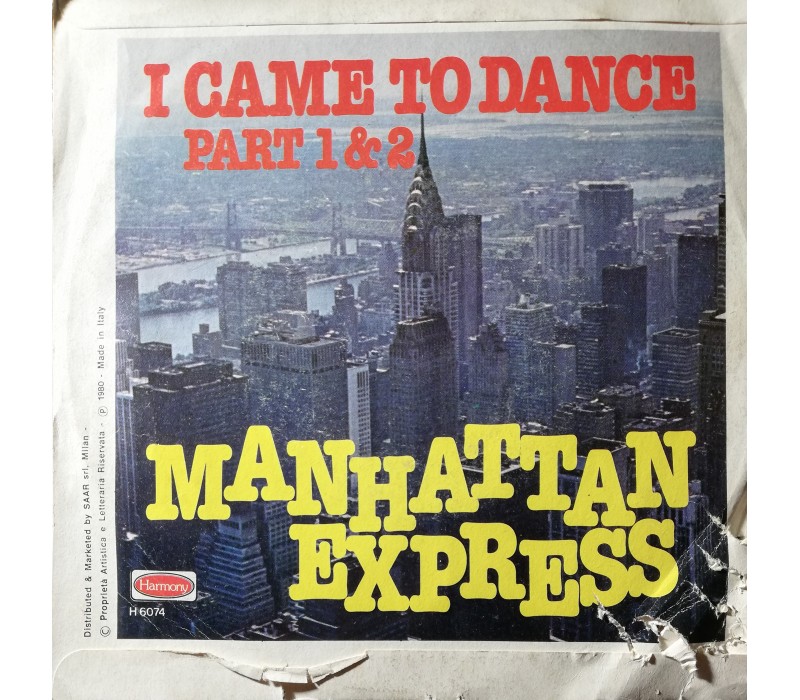 I CAME TO DANCE
PART 1 & 2
MANHATTAN
EXPRESS
Harmony
H 6074
Distributed & Marketed by SAAR srl, Milan -
© Proprietà Artistica e Letteraria Riservata - ℗ 1980 - Made in Italy